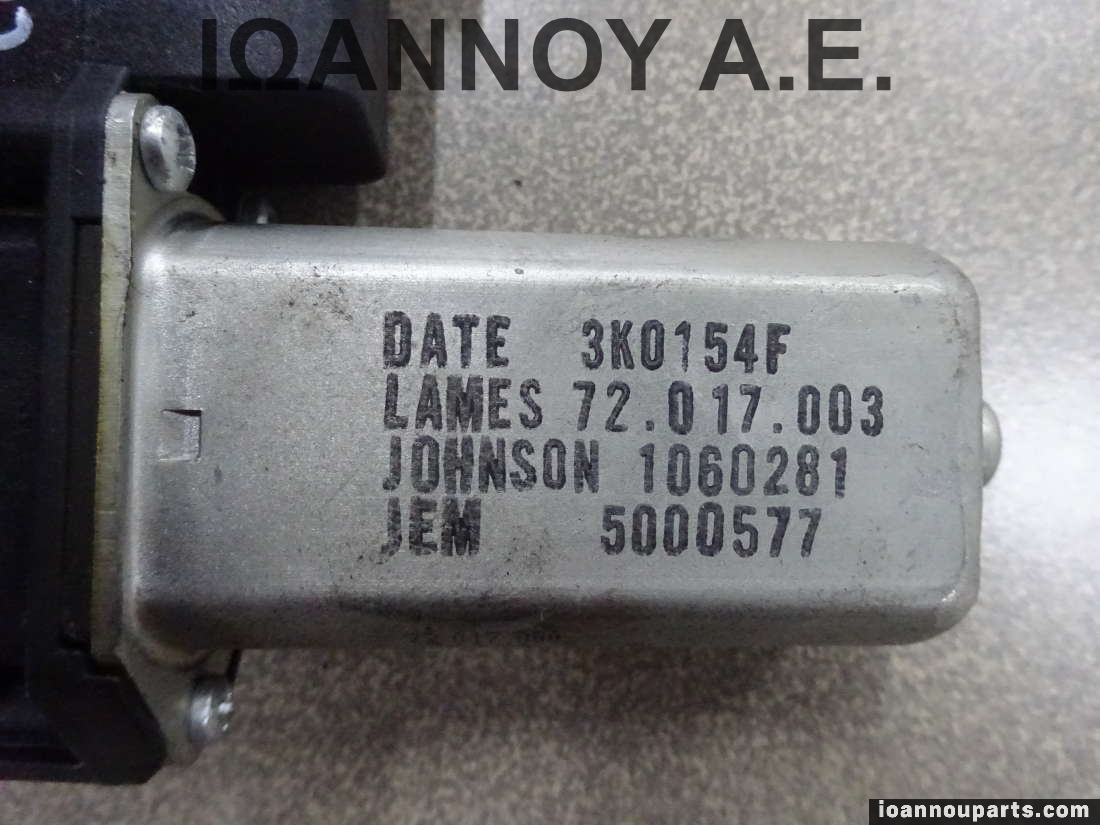 ΙΩΑΝΝΟΥ Α.Ε.
DATE 3K0154F
LAMES 72.017.003
JOHNSON 1060281
JEM 5000577
ioannouparts.com